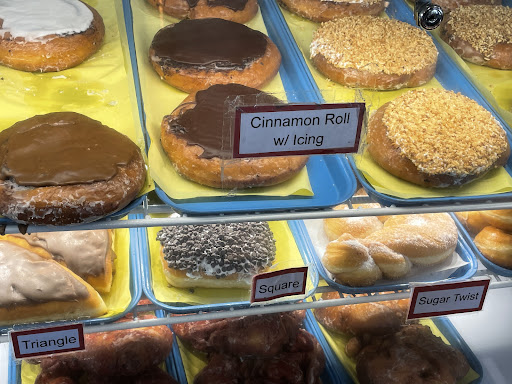 Cinnamon Roll
w/ Icing
Square
Sugar Twist
Triangle